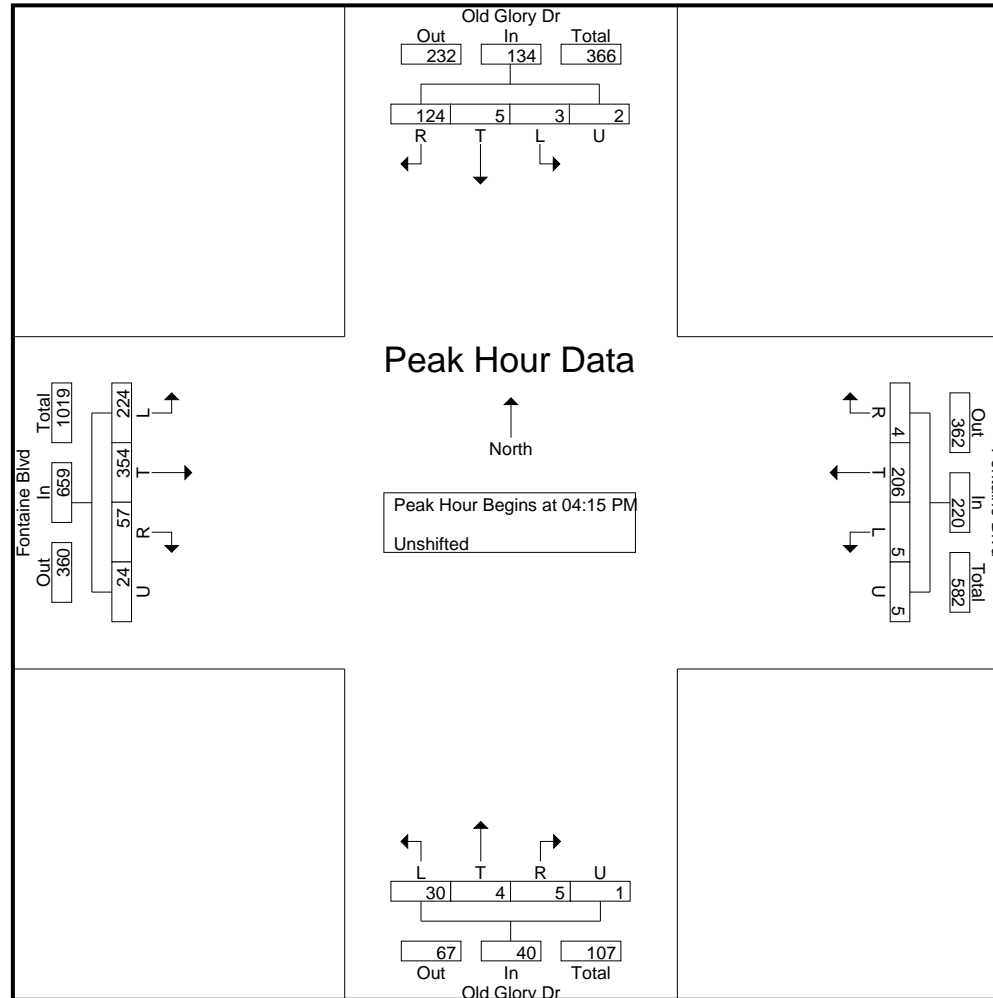 Old Glory Dr
Out In Total
232 134 366
124 5 3 2
R T L U
Peak Hour Data
North
Peak Hour Begins at 04:15 PM
Unshifted
Fontaine Blvd
Total In Out
1019 659 360
224 354 57 24
L T R U
R T L U
4 206 5 5
Out In Total
362 220 582
L T R U
30 4 5 1
67 40 107
Out In Total
Old Glory Dr